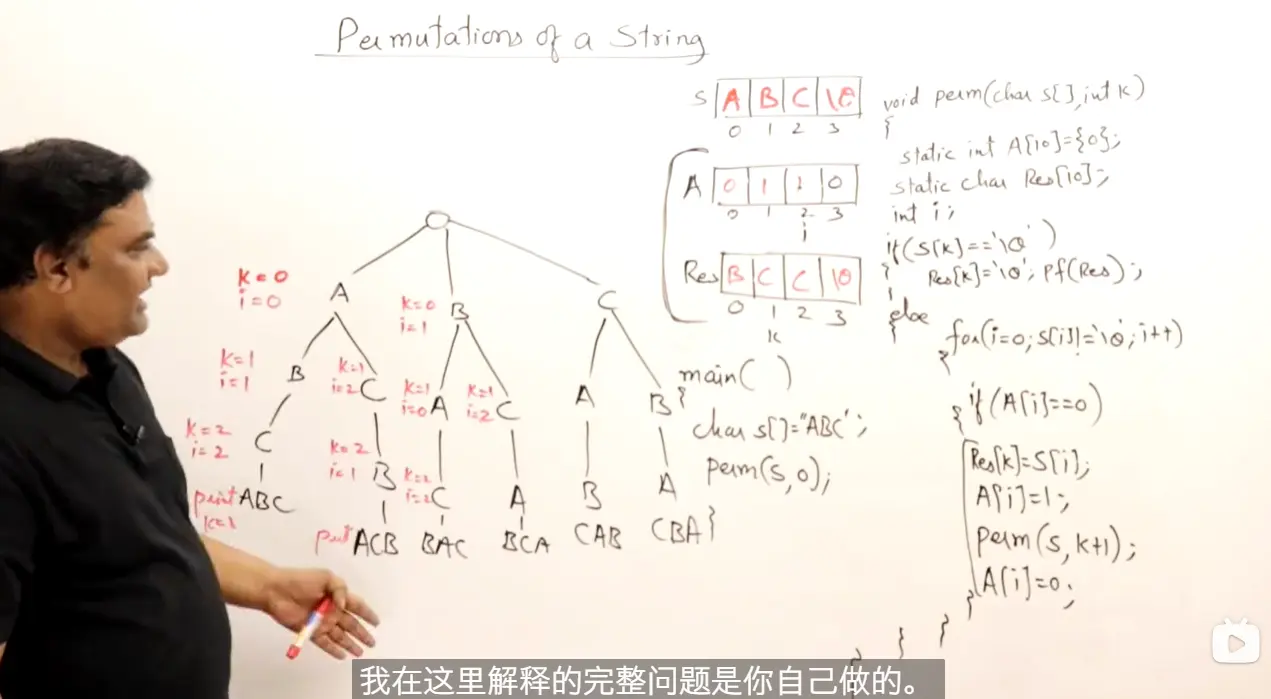 Permutations of a String
S A B C \0
0 1 2 3
A 0 1 1 0
0 1 2 3
i
Res B C C \0
0 1 2 3
k
void perm(char s[], int k)
{
static int A[10]={0};
static char Res[10];
int i;
if(S[k]=='\0')
{
Res[k]='\0'; Pf(Res);
}
else
{
for(i=0; s[i]!='\0'; i++)
{
if(A[i]==0)
{
Res[k]=S[i];
A[i]=1;
perm(s, k+1);
A[i]=0;
}
}
}
}
main( )
{
char s[]="ABC";
perm(s,0);
}
k=0
i=0
A
k=0
i=1
B
C
k=1
i=1
B
k=1
i=2
C
k=1
i=0
A
k=1
i=2
C
A
B
k=2
i=2
C
k=2
i=1
B
k=2
i=2
C
A
B
A
print ABC
ACB
BAC
BCA
CAB
CBA
我在这里解释的完整问题是你自己做的。